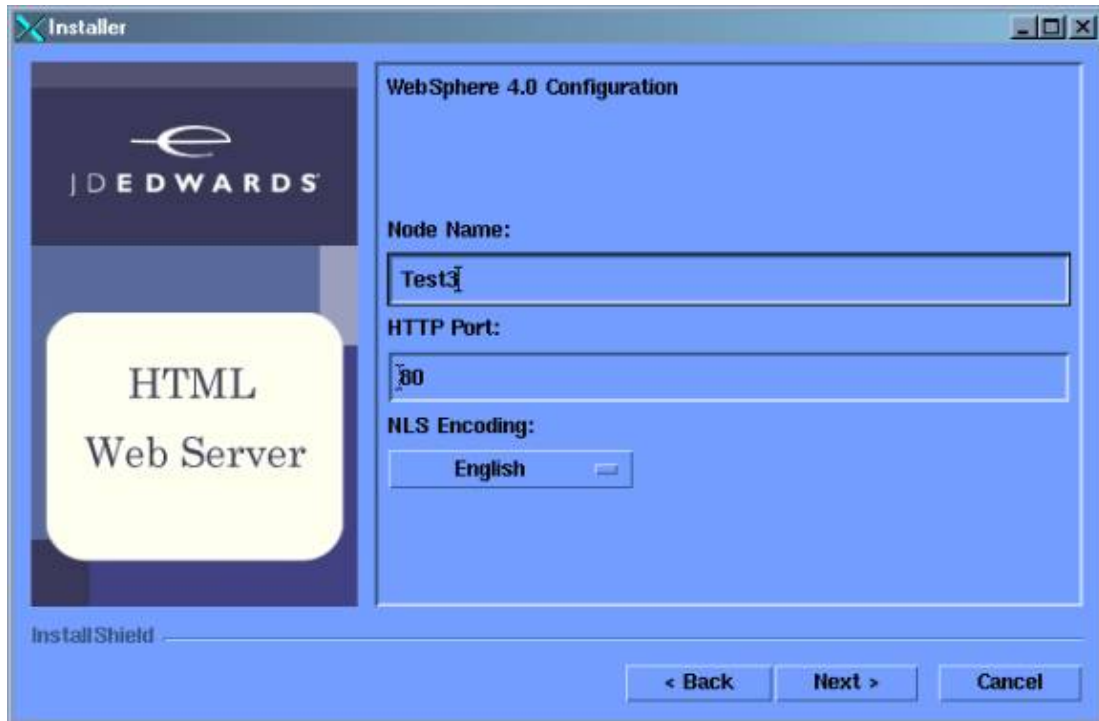 Installer
JDEDWARDS
HTML
Web Server
WebSphere 4.0 Configuration
Node Name:
Test3
HTTP Port:
80
NLS Encoding:
English
InstallShield
< Back
Next >
Cancel